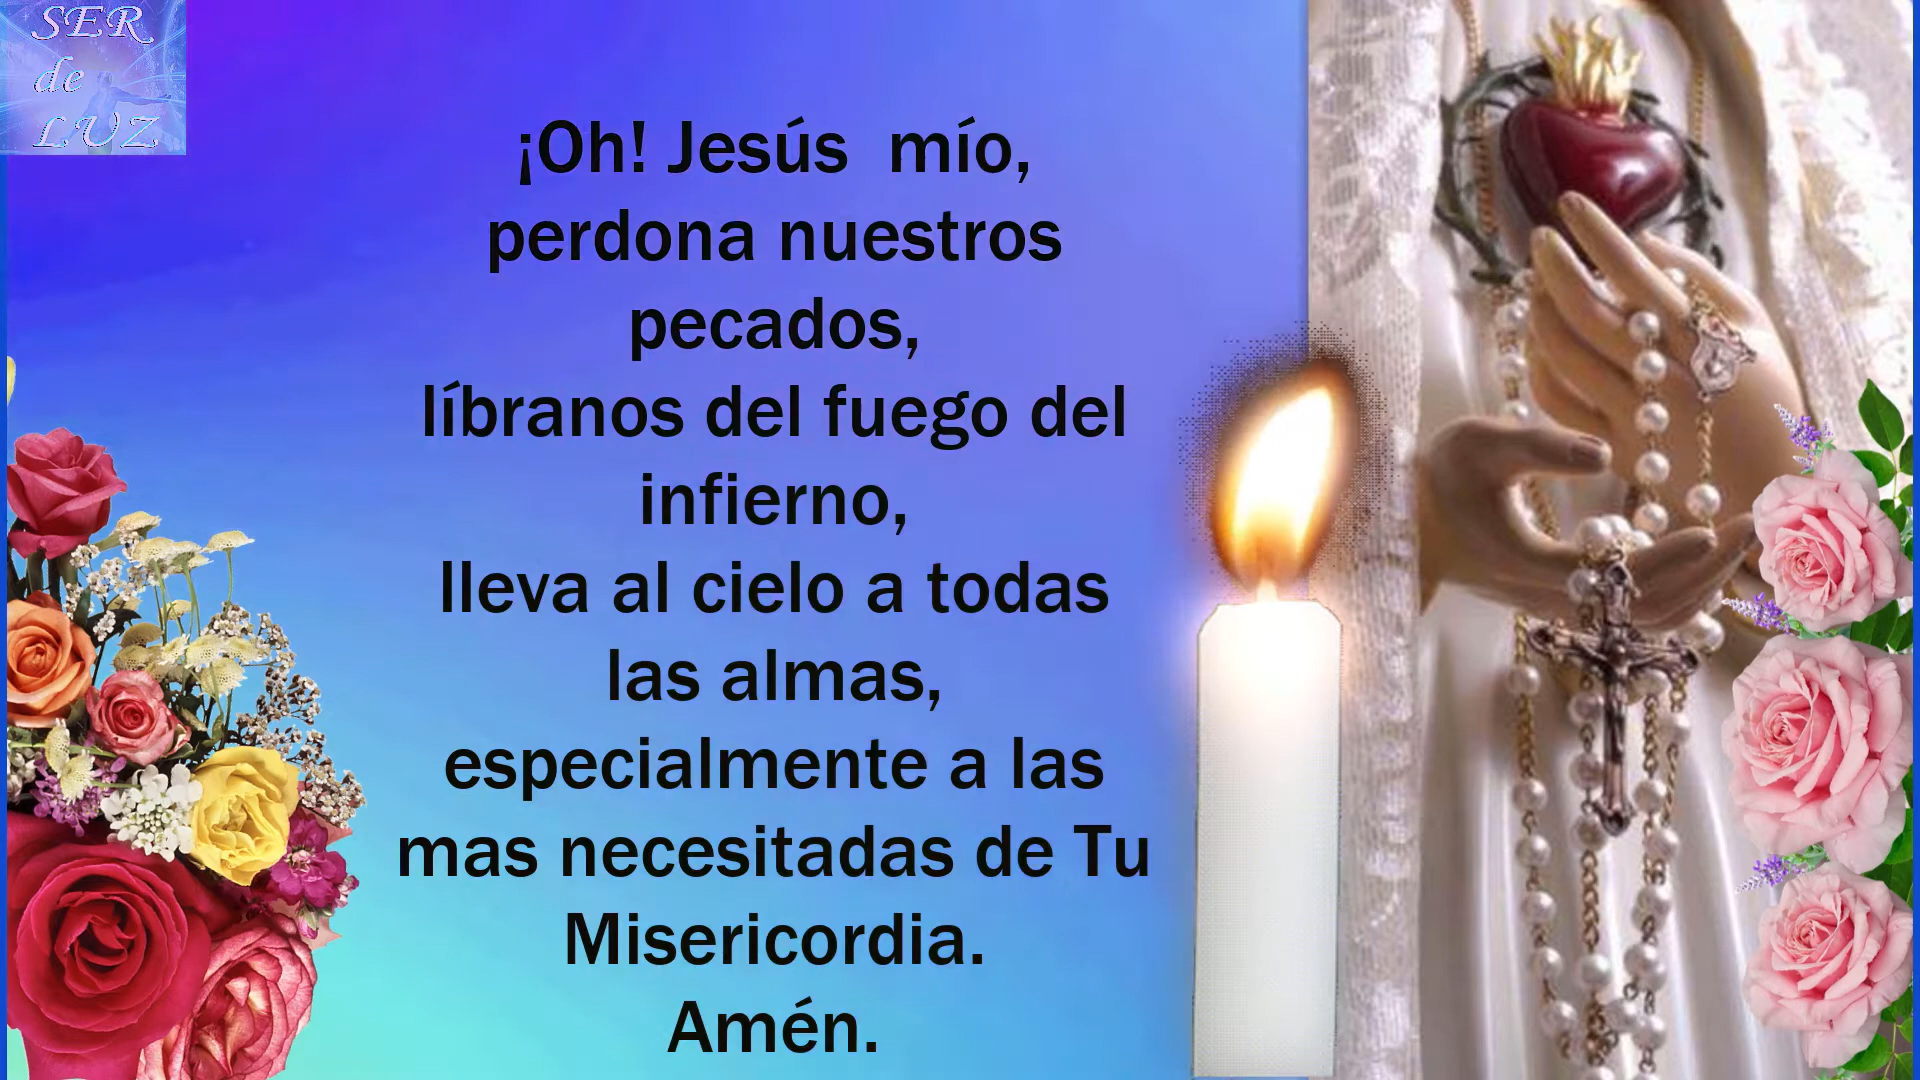 SER
de
LUZ
¡Oh! Jesús mío,
perdona nuestros
pecados,
líbranos del fuego del
infierno,
lleva al cielo a todas
las almas,
especialmente a las
mas necesitadas de Tu
Misericordia.
Amén.